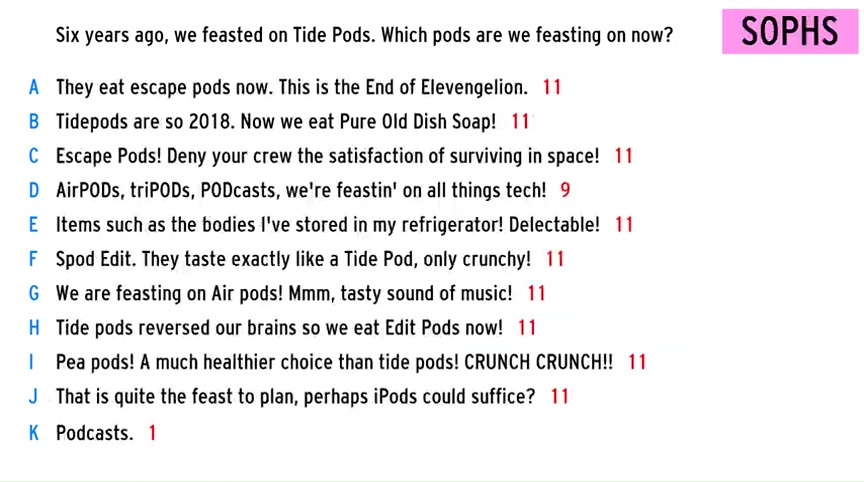 Six years ago, we feasted on Tide Pods. Which pods are we feasting on now?
SOPHS
A They eat escape pods now. This is the End of Elevengelion. 11
B Tidepods are so 2018. Now we eat Pure Old Dish Soap! 11
C Escape Pods! Deny your crew the satisfaction of surviving in space! 11
D AirPODs, triPODs, PODcasts, we're feastin' on all things tech! 9
E Items such as the bodies I've stored in my refrigerator! Delectable! 11
F Spod Edit. They taste exactly like a Tide Pod, only crunchy! 11
G We are feasting on Air pods! Mmm, tasty sound of music! 11
H Tide pods reversed our brains so we eat Edit Pods now! 11
I Pea pods! A much healthier choice than tide pods! CRUNCH CRUNCH!! 11
J That is quite the feast to plan, perhaps iPods could suffice? 11
K Podcasts. 1